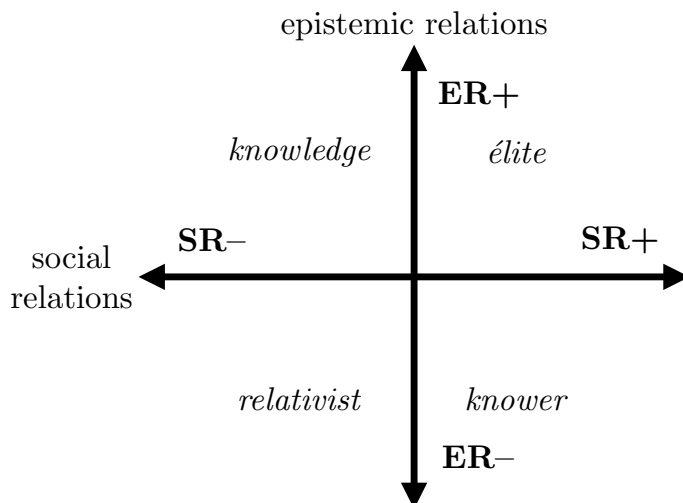 epistemic relations
ER+
knowledge
élite
SR–
SR+
social
relations
relativist
knower
ER–